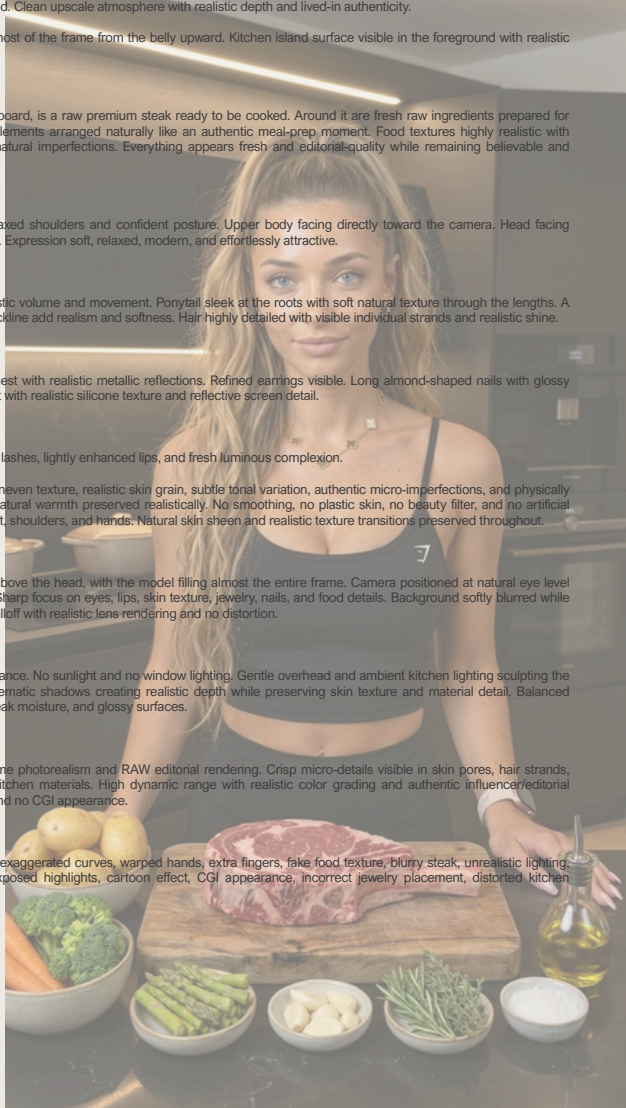 d. Clean upscale atmosphere with realistic depth and lived-in authenticity.
nost of the frame from the belly upward. Kitchen island surface visible in the foreground with realistic
board, is a raw premium steak ready to be cooked. Around it are fresh raw ingredients prepared for
lements arranged naturally like an authentic meal-prep moment. Food textures highly realistic with
natural imperfections. Everything appears fresh and editorial-quality while remaining believable and
axed shoulders and confident posture. Upper body facing directly toward the camera. Head facing
. Expression soft, relaxed, modern, and effortlessly attractive.
stic volume and movement. Ponytail sleek at the roots with soft natural texture through the lengths. A
ckline add realism and softness. Hair highly detailed with visible individual strands and realistic shine.
est with realistic metallic reflections. Refined earrings visible. Long almond-shaped nails with glossy
t with realistic silicone texture and reflective screen detail.
lashes, lightly enhanced lips, and fresh luminous complexion.
neven texture, realistic skin grain, subtle tonal variation, authentic micro-imperfections, and physically
atural warmth preserved realistically. No smoothing, no plastic skin, no beauty filter, and no artificial
t, shoulders, and hands. Natural skin sheen and realistic texture transitions preserved throughout.
above the head, with the model filling almost the entire frame. Camera positioned at natural eye level
Sharp focus on eyes, lips, skin texture, jewelry, nails, and food details. Background softly blurred while
alloff with realistic lens rendering and no distortion.
ance. No sunlight and no window lighting. Gentle overhead and ambient kitchen lighting sculpting the
ematic shadows creating realistic depth while preserving skin texture and material detail. Balanced
eak moisture, and glossy surfaces.
me photorealism and RAW editorial rendering. Crisp micro-details visible in skin pores, hair strands,
itchen materials. High dynamic range with realistic color grading and authentic influencer/editorial
nd no CGI appearance.
exaggerated curves, warped hands, extra fingers, fake food texture, blurry steak, unrealistic lighting,
xposed highlights, cartoon effect, CGI appearance, incorrect jewelry placement, distorted kitchen